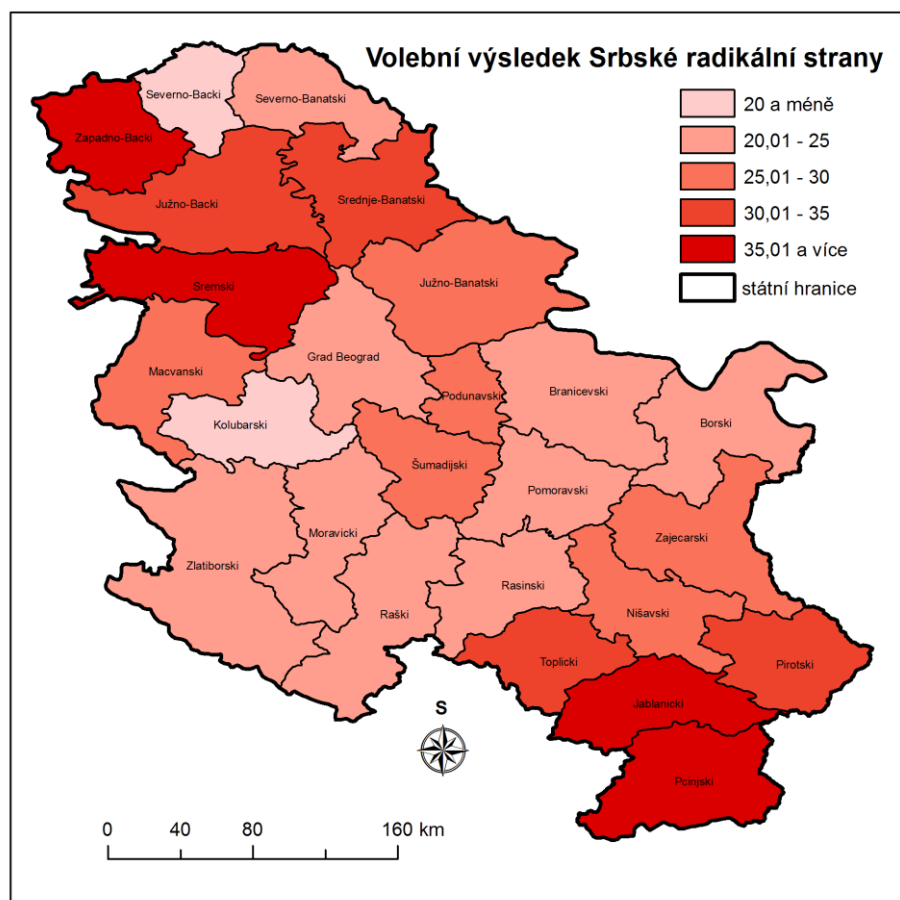 Volební výsledek Srbské radikální strany
20 a méně
20,01 - 25
25,01 - 30
30,01 - 35
35,01 a více
státní hranice
Severno-Backi
Severno-Banatski
Zapadno-Backi
Južno-Backi
Srednje-Banatski
Sremski
Južno-Banatski
Macvanski
Grad Beograd
Podunavski
Branicevski
Kolubarski
Borski
Šumadijski
Pomoravski
Moravicki
Zajecarski
Zlatiborski
Raški
Rasinski
Nišavski
Toplicki
Pirotski
Jablanicki
Pcinjski
S
0 40 80 160 km